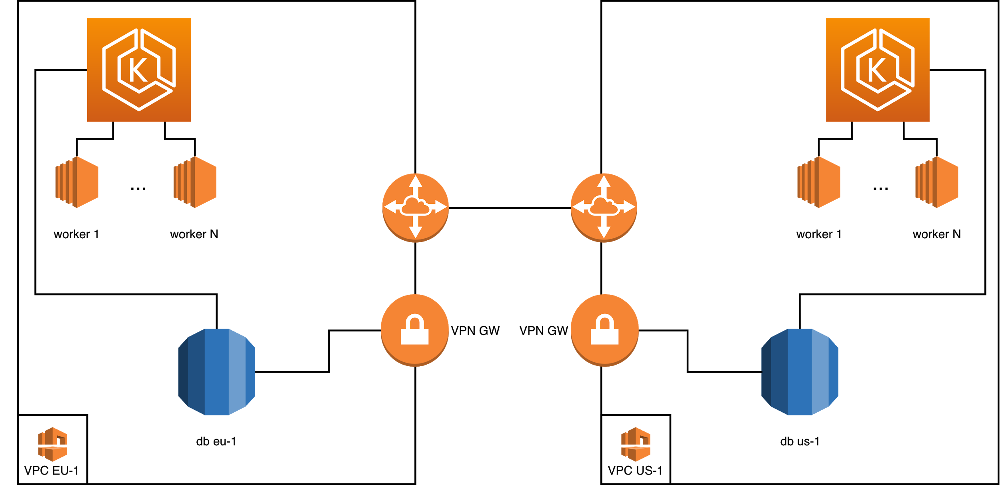 K
K
...
...
worker 1
worker N
worker 1
worker N
VPN GW
VPN GW
db eu-1
db us-1
VPC EU-1
VPC US-1